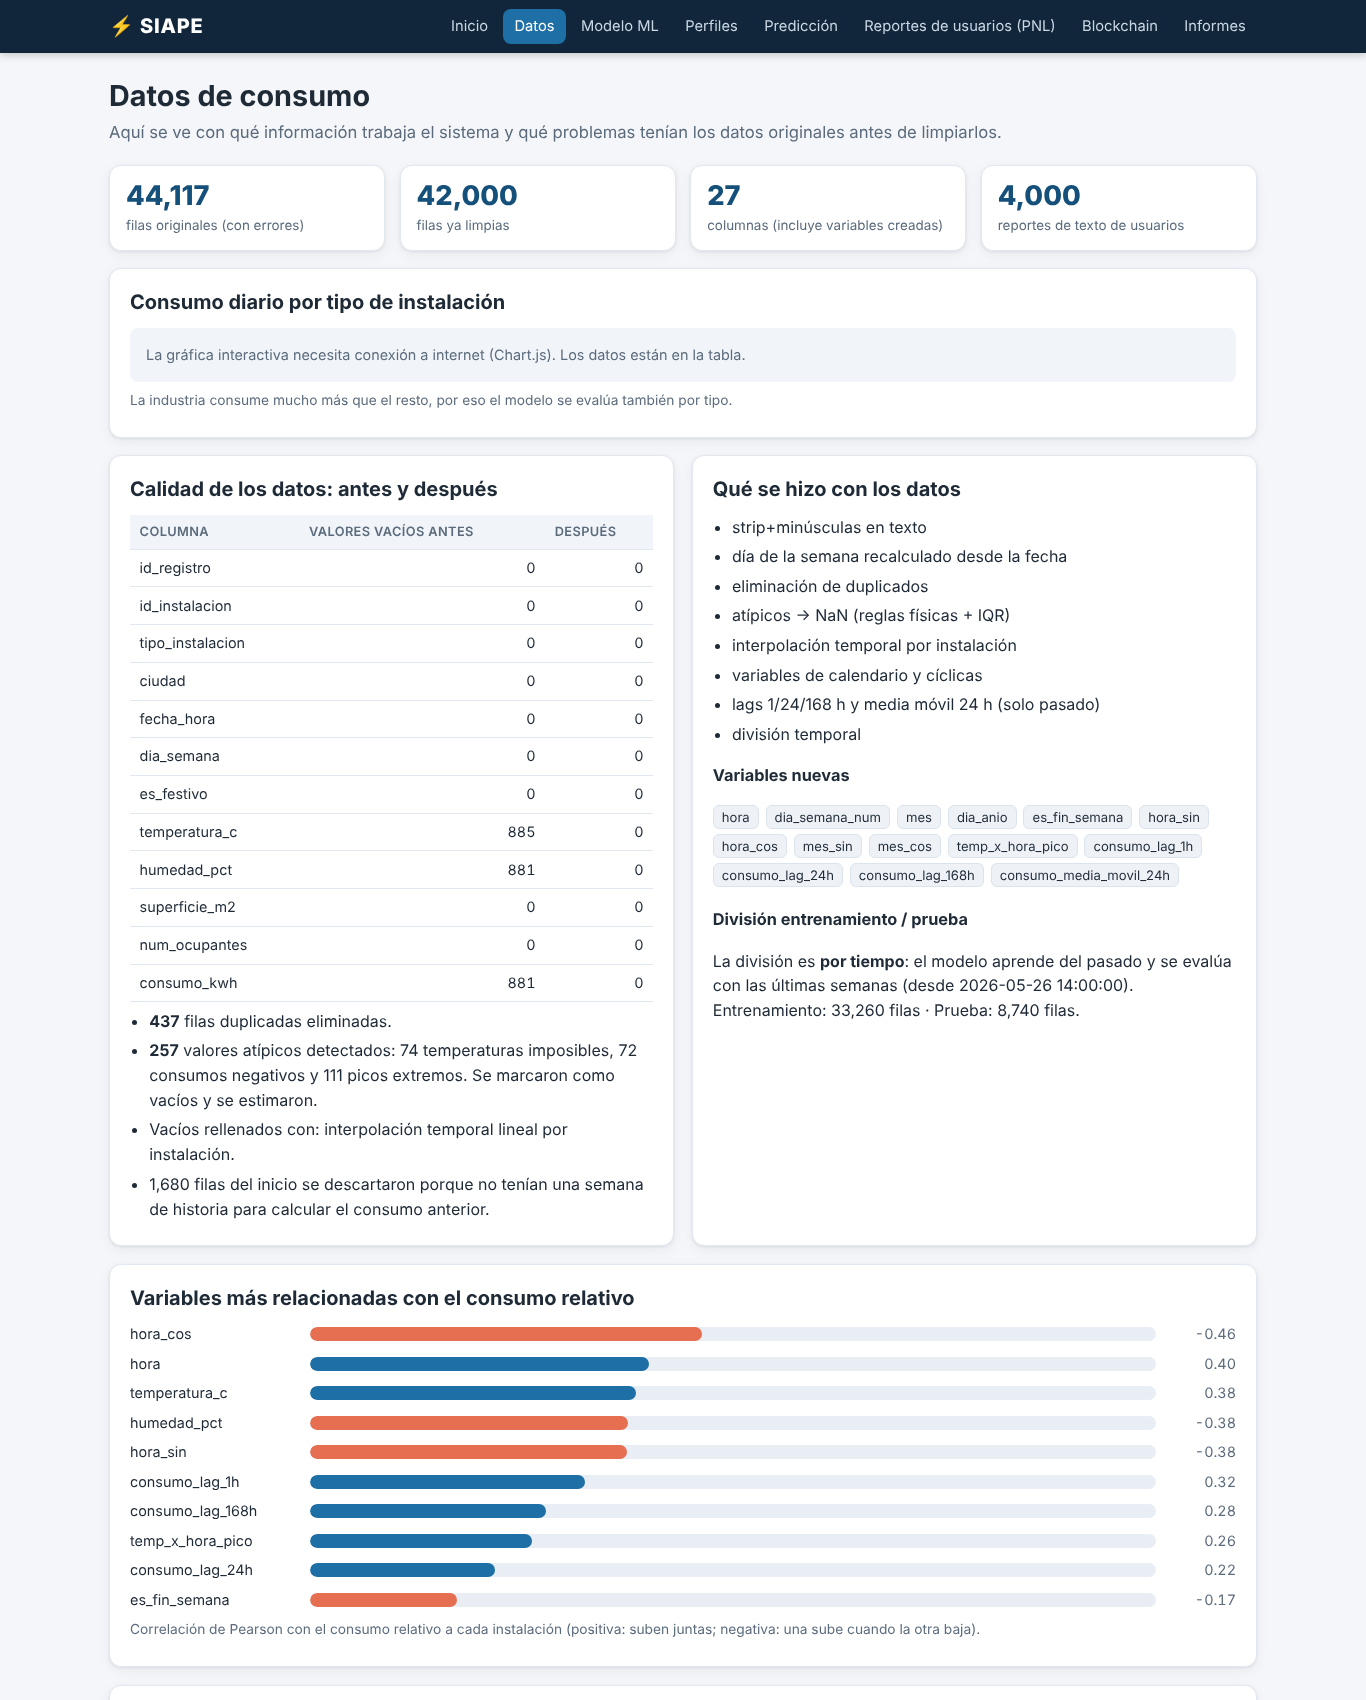 ⚡ SIAPE
Inicio
Datos
Modelo ML
Perfiles
Predicción
Reportes de usuarios (PNL)
Blockchain
Informes
Datos de consumo
Aquí se ve con qué información trabaja el sistema y qué problemas tenían los datos originales antes de limpiarlos.
44,117
filas originales (con errores)
42,000
filas ya limpias
27
columnas (incluye variables creadas)
4,000
reportes de texto de usuarios
Consumo diario por tipo de instalación
La gráfica interactiva necesita conexión a internet (Chart.js). Los datos están en la tabla.
La industria consume mucho más que el resto, por eso el modelo se evalúa también por tipo.
Calidad de los datos: antes y después
COLUMNA VALORES VACÍOS ANTES DESPUÉS
id_registro 0 0
id_instalacion 0 0
tipo_instalacion 0 0
ciudad 0 0
fecha_hora 0 0
dia_semana 0 0
es_festivo 0 0
temperatura_c 885 0
humedad_pct 881 0
superficie_m2 0 0
num_ocupantes 0 0
consumo_kwh 881 0
• 437 filas duplicadas eliminadas.
• 257 valores atípicos detectados: 74 temperaturas imposibles, 72
consumos negativos y 111 picos extremos. Se marcaron como
vacíos y se estimaron.
• Vacíos rellenados con: interpolación temporal lineal por
instalación.
• 1,680 filas del inicio se descartaron porque no tenían una semana
de historia para calcular el consumo anterior.
Qué se hizo con los datos
• strip+minúsculas en texto
• día de la semana recalculado desde la fecha
• eliminación de duplicados
• atípicos → NaN (reglas físicas + IQR)
• interpolación temporal por instalación
• variables de calendario y cíclicas
• lags 1/24/168 h y media móvil 24 h (solo pasado)
• división temporal
Variables nuevas
hora dia_semana_num mes dia_anio es_fin_semana hora_sin
hora_cos mes_sin mes_cos temp_x_hora_pico consumo_lag_1h
consumo_lag_24h consumo_lag_168h consumo_media_movil_24h
División entrenamiento / prueba
La división es por tiempo: el modelo aprende del pasado y se evalúa
con las últimas semanas (desde 2026-05-26 14:00:00).
Entrenamiento: 33,260 filas · Prueba: 8,740 filas.
Variables más relacionadas con el consumo relativo
hora_cos -0.46
hora 0.40
temperatura_c 0.38
humedad_pct -0.38
hora_sin -0.38
consumo_lag_1h 0.32
consumo_lag_168h 0.28
temp_x_hora_pico 0.26
consumo_lag_24h 0.22
es_fin_semana -0.17
Correlación de Pearson con el consumo relativo a cada instalación (positiva: suben juntas; negativa: una sube cuando la otra baja).